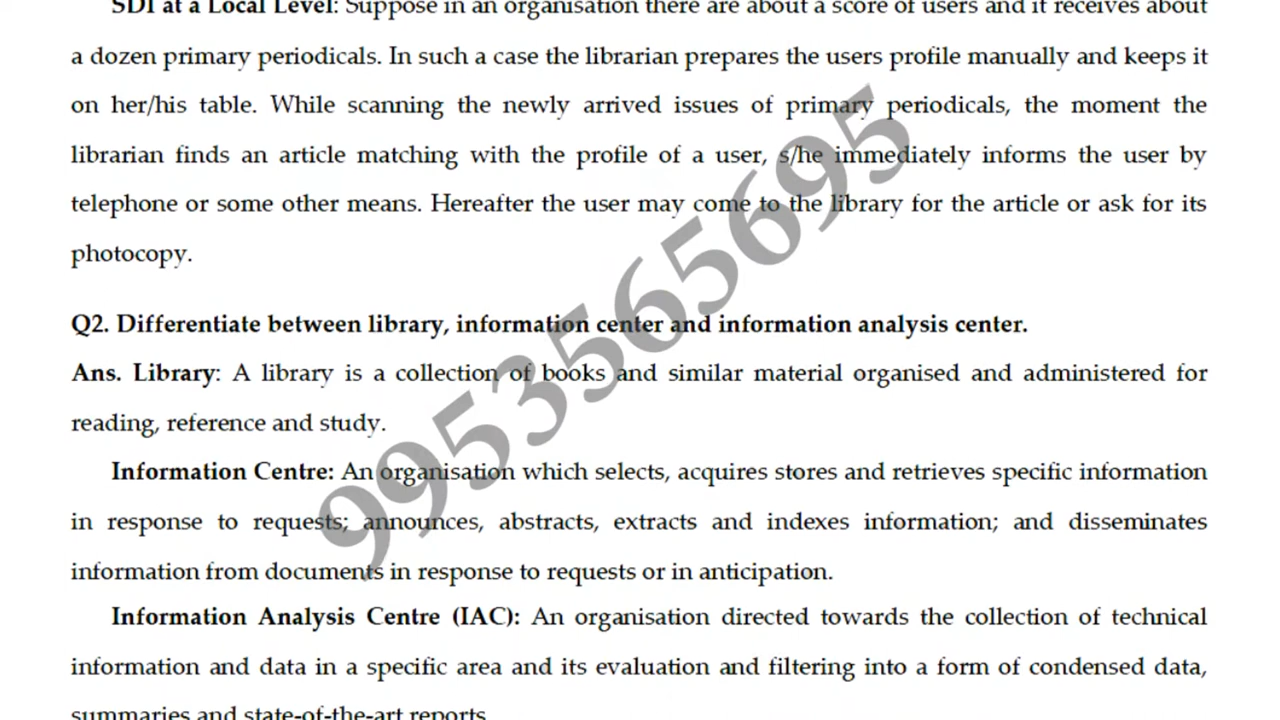 SDI at a Local Level: Suppose in an organisation there are about a score of users and it receives about
a dozen primary periodicals. In such a case the librarian prepares the users profile manually and keeps it
on her/his table. While scanning the newly arrived issues of primary periodicals, the moment the
librarian finds an article matching with the profile of a user, s/he immediately informs the user by
telephone or some other means. Hereafter the user may come to the library for the article or ask for its
photocopy.
Q2. Differentiate between library, information center and information analysis center.
Ans. Library: A library is a collection of books and similar material organised and administered for
reading, reference and study.
Information Centre: An organisation which selects, acquires stores and retrieves specific information
in response to requests; announces, abstracts, extracts and indexes information; and disseminates
information from documents in response to requests or in anticipation.
Information Analysis Centre (IAC): An organisation directed towards the collection of technical
information and data in a specific area and its evaluation and filtering into a form of condensed data,
summaries and state-of-the-art reports.
9953565695